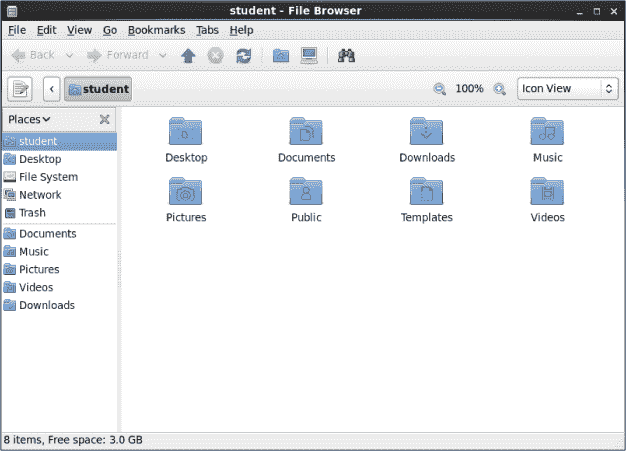 student - File Browser
File Edit View Go Bookmarks Tabs Help
Back Forward
student 100% Icon View
Places
student
Desktop
File System
Network
Trash
Documents
Music
Pictures
Videos
Downloads
Desktop Documents Downloads Music
Pictures Public Templates Videos
8 items, Free space: 3.0 GB